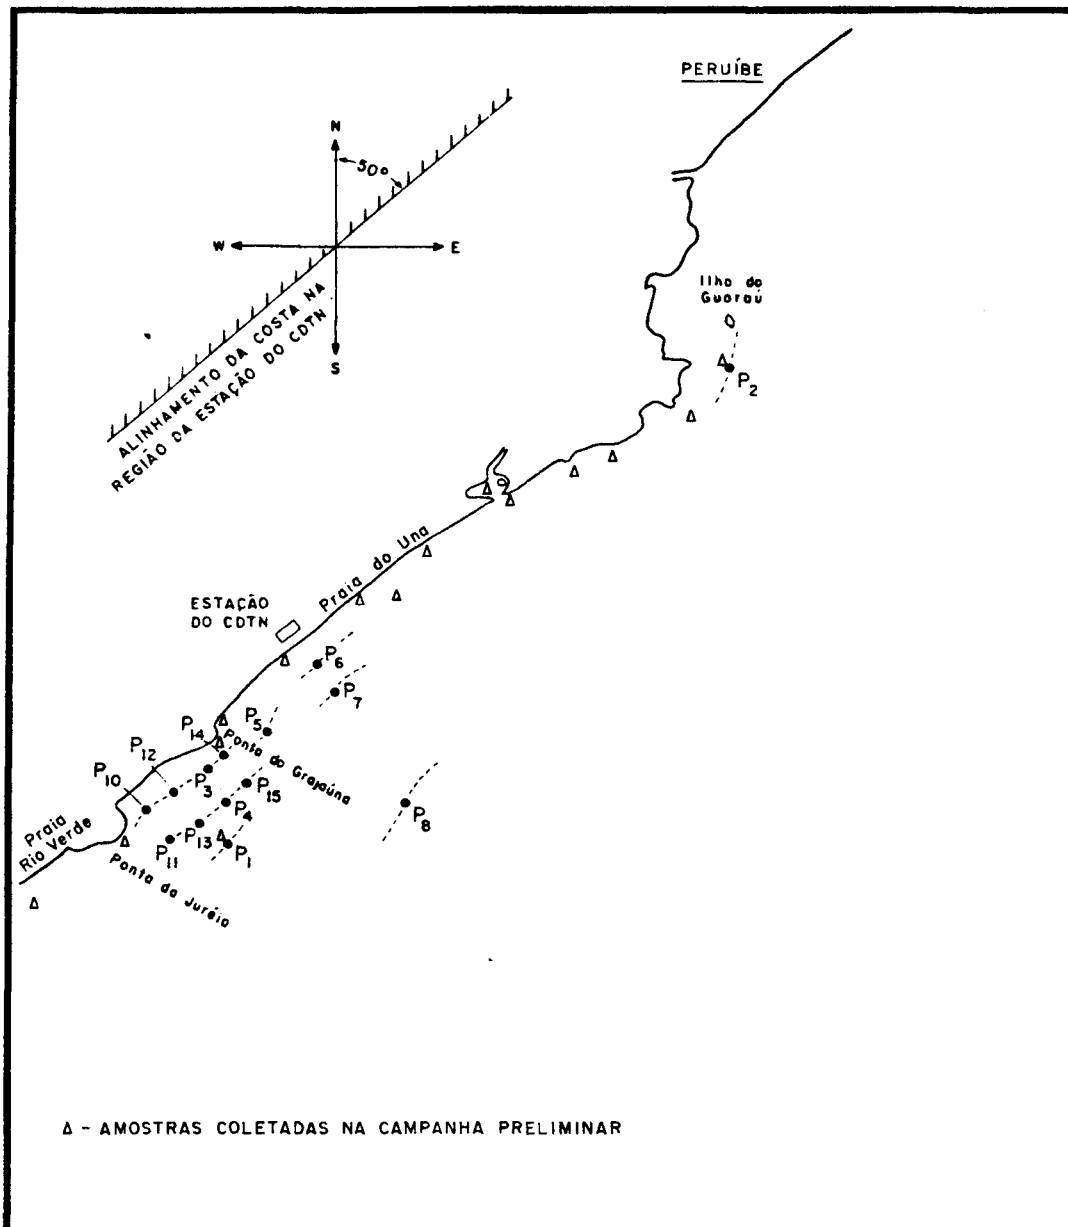 PERUÍBE
N
50°
W
E
S
ALINHAMENTO DA COSTA NA
REGIÃO DA ESTAÇÃO DO CDTN
Ilha do
Guaraú
P2
Praia do Una
ESTAÇÃO
DO CDTN
P6
P7
P5
P14
Ponta do Grajaúna
P12
P10
P3
P15
P4
P8
Praia
Rio Verde
P13
P11
P1
Ponta da Juréia
Δ - AMOSTRAS COLETADAS NA CAMPANHA PRELIMINAR